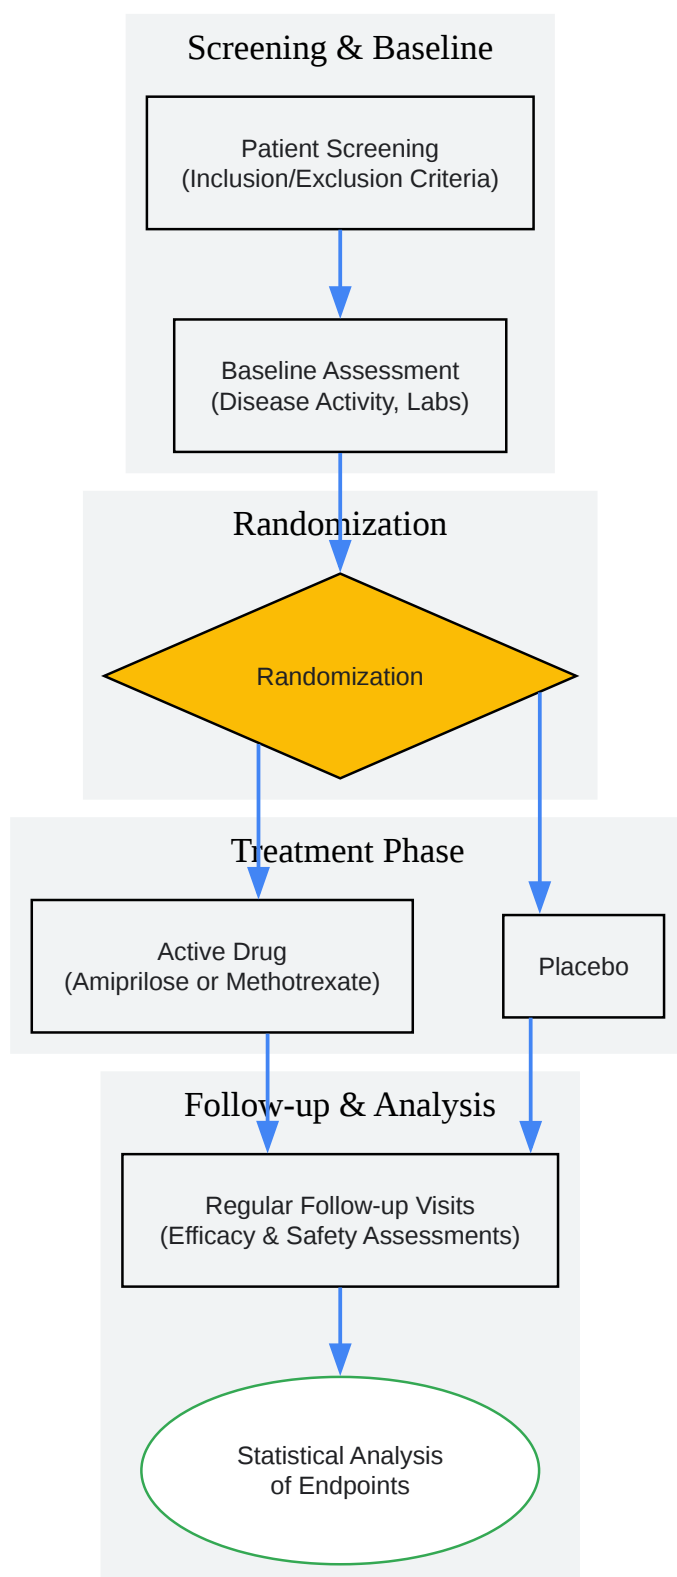 Screening & Baseline
Patient Screening
(Inclusion/Exclusion Criteria)
Baseline Assessment
(Disease Activity, Labs)
Randomization
Randomization
Treatment Phase
Active Drug
(Amiprilose or Methotrexate)
Placebo
Follow-up & Analysis
Regular Follow-up Visits
(Efficacy & Safety Assessments)
Statistical Analysis
of Endpoints